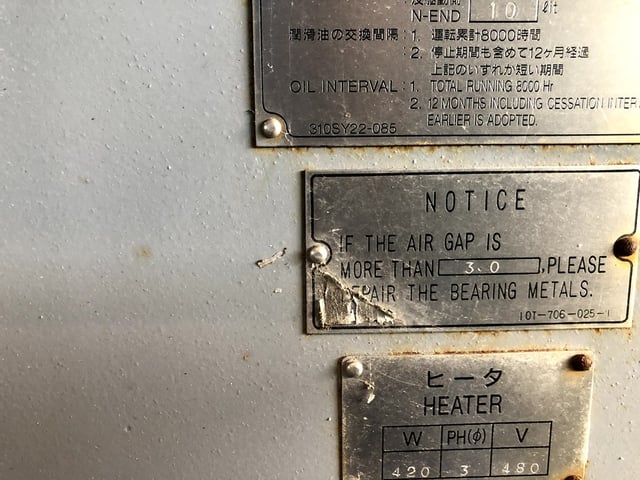 N-END 10 ℓit
潤滑油の交換間隔: 1. 運転累計8000時間
2. 停止期間も含めて12ヶ月経過
上記のいずれか短い期間
OIL INTERVAL: 1. TOTAL RUNNING 8000 Hr
2. 12 MONTHS INCLUDING CESSATION INTER
EARLIER IS ADOPTED.
310SY22-085
NOTICE
IF THE AIR GAP IS
MORE THAN 3.0 ,PLEASE
REPAIR THE BEARING METALS.
10T-706-025-1
ヒータ
HEATER
W PH(φ) V
420 3 480